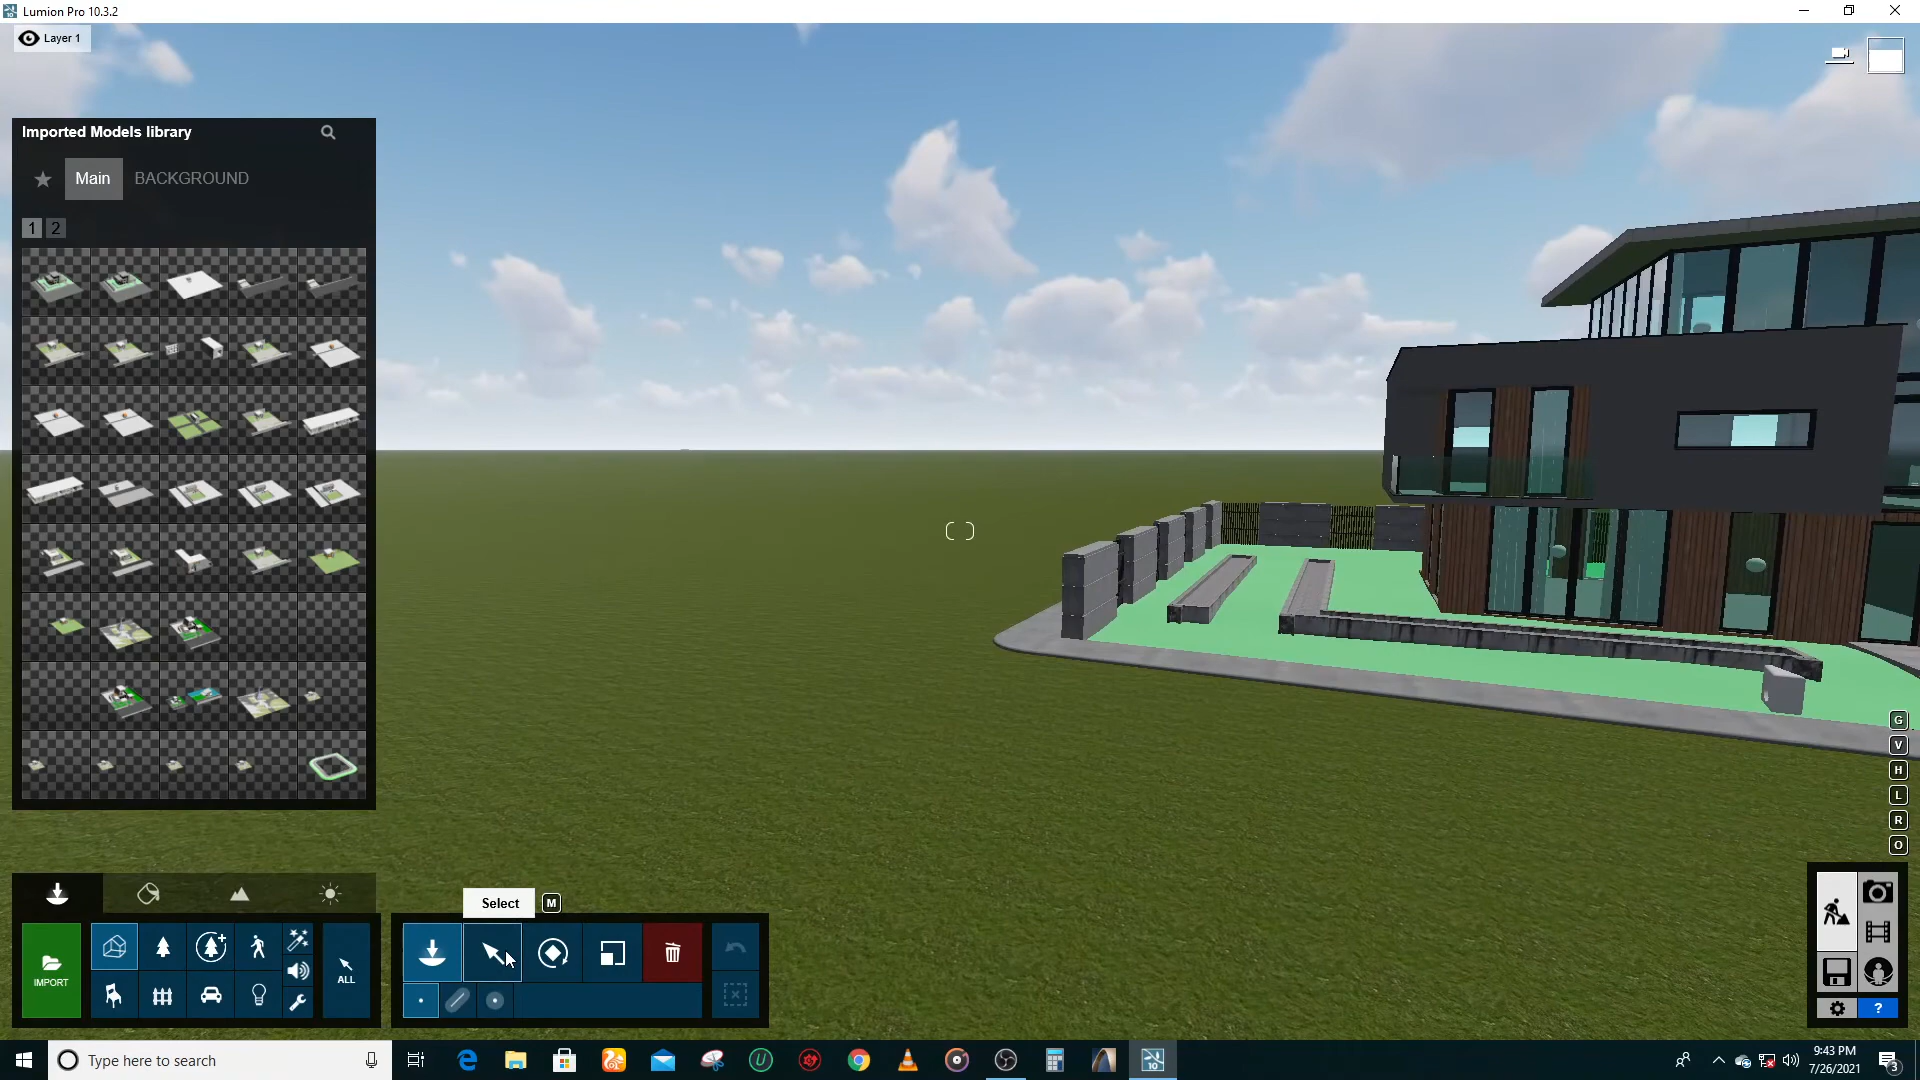 Lumion Pro 10.3.2
Layer 1
Imported Models library
Main BACKGROUND
1 2
G
V
H
L
R
O
Select M
IMPORT
ALL
?
Type here to search
10
9:43 PM
7/26/2021
3